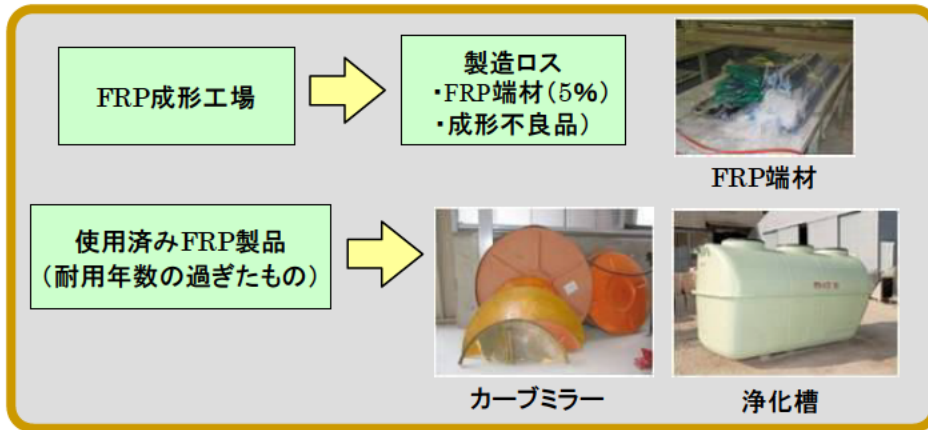 FRP成形工場
製造ロス
・FRP端材(5%)
・成形不良品)
FRP端材
使用済みFRP製品
(耐用年数の過ぎたもの)
カーブミラー
浄化槽